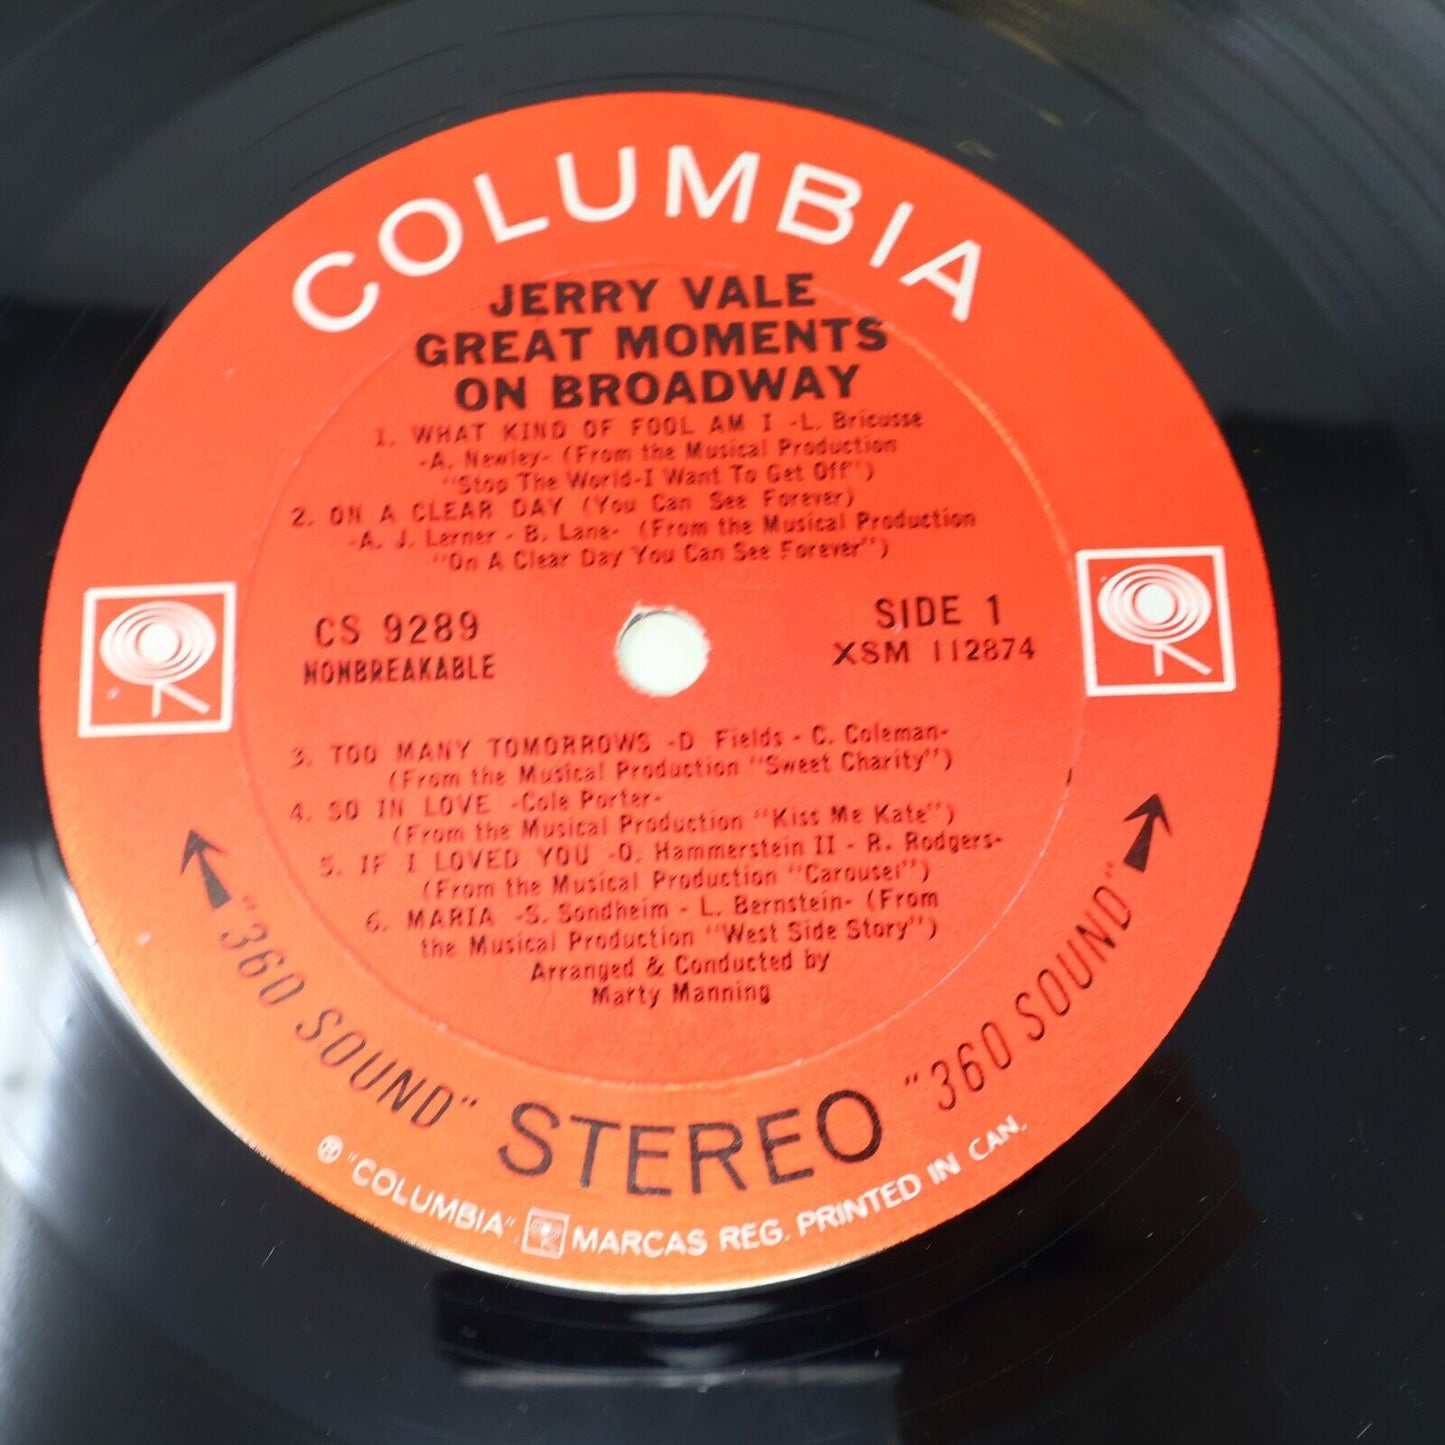 COLUMBIA
JERRY VALE
GREAT MOMENTS
ON BROADWAY
1. WHAT KIND OF FOOL AM I -L. Bricusse
-A. Newley- (From the Musical Production
"Stop The World-I Want To Get Off")
2. ON A CLEAR DAY (You Can See Forever)
-A. J. Lerner - B. Lane- (From the Musical Production
"On A Clear Day You Can See Forever")
CS 9289
NONBREAKABLE
SIDE 1
XSM 112874
3. TOO MANY TOMORROWS -D Fields - C. Coleman-
(From the Musical Production "Sweet Charity")
4. SO IN LOVE -Cole Porter-
(From the Musical Production "Kiss Me Kate")
5. IF I LOVED YOU -O. Hammerstein II - R. Rodgers-
(From the Musical Production "Carousel")
6. MARIA -S. Sondheim - L. Bernstein- (From
the Musical Production "West Side Story")
Arranged & Conducted by
Marty Manning
"360 SOUND" STEREO "360 SOUND"
® "COLUMBIA", MARCAS REG. PRINTED IN CAN.